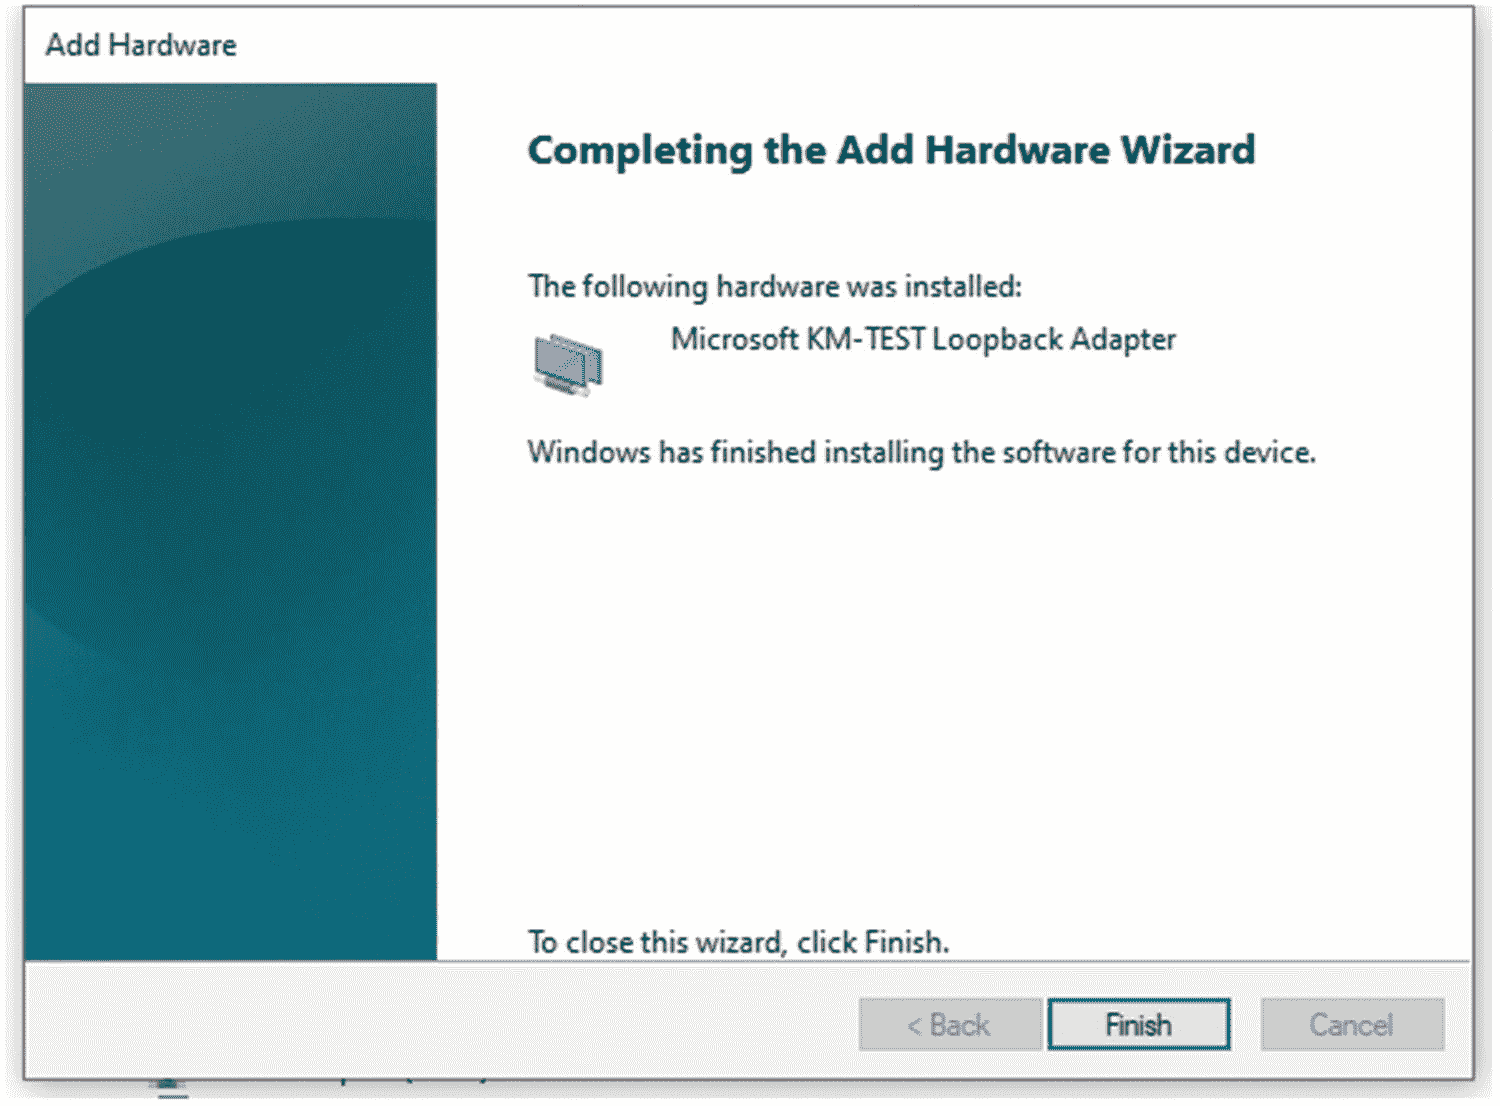 Add Hardware
Completing the Add Hardware Wizard
The following hardware was installed:
Microsoft KM-TEST Loopback Adapter
Windows has finished installing the software for this device.
To close this wizard, click Finish.
< Back
Finish
Cancel